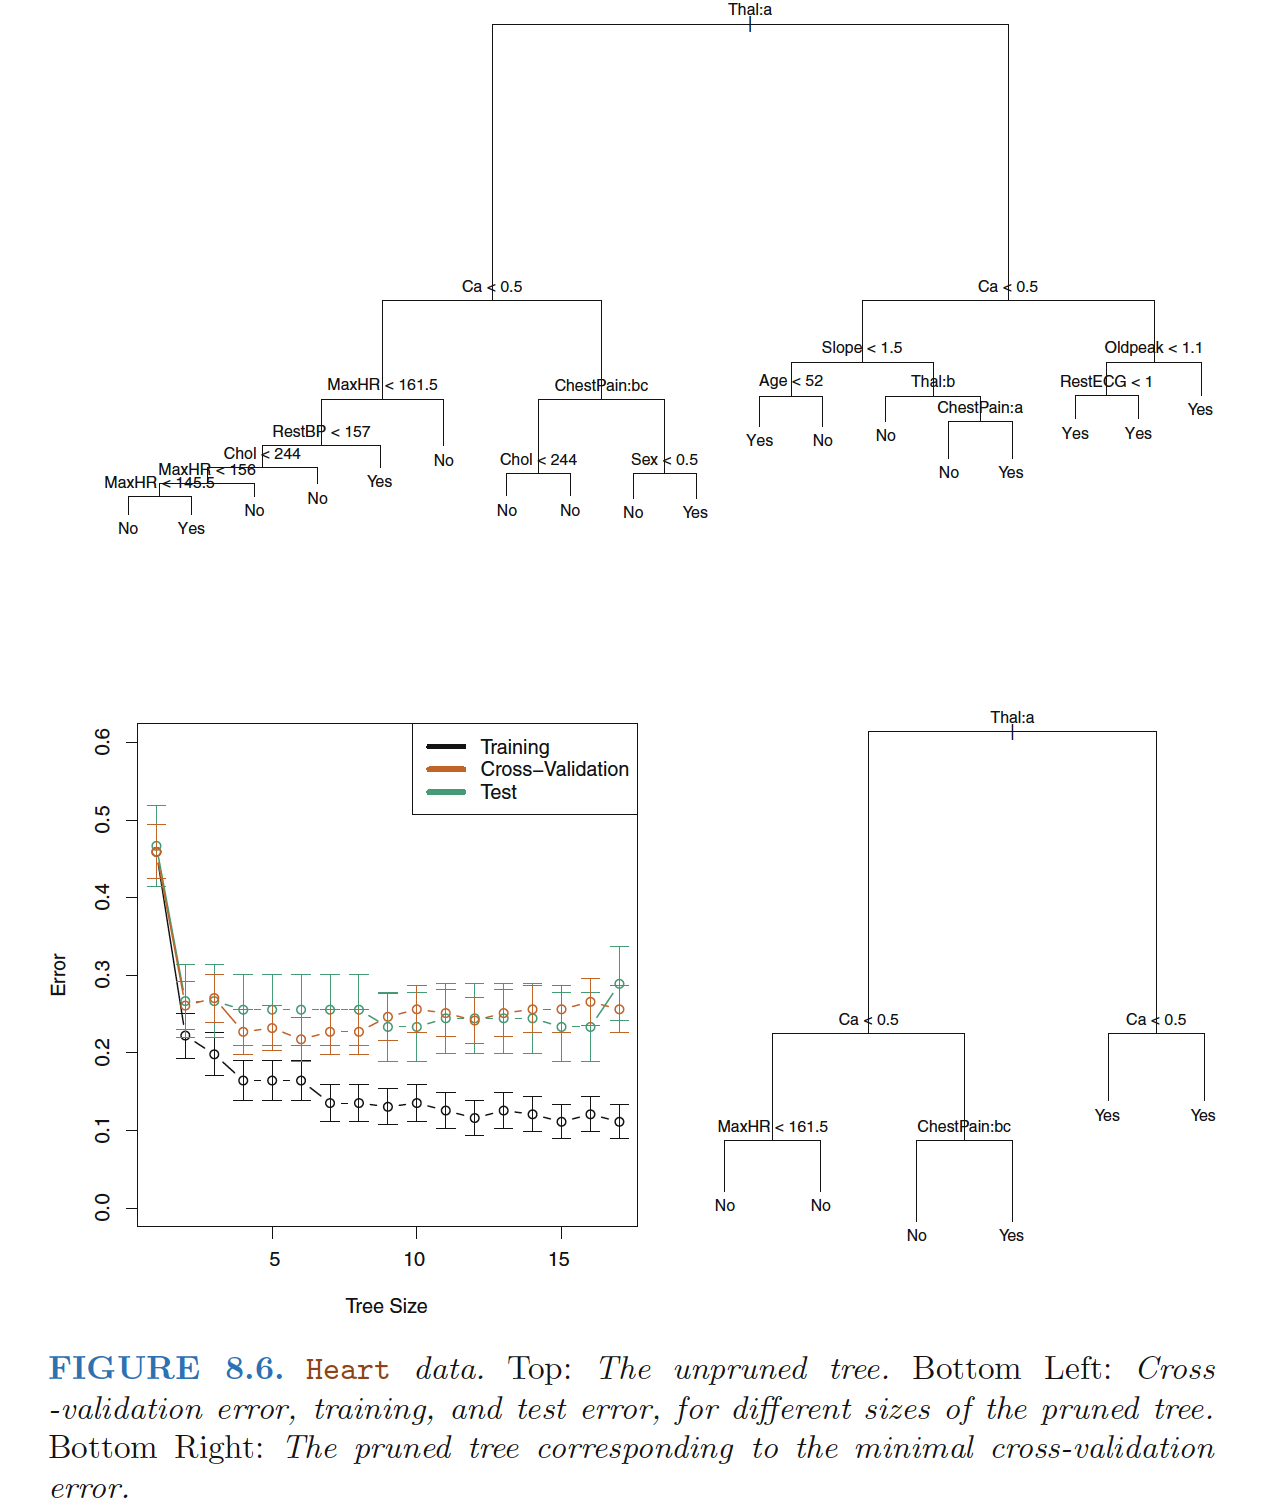 Thal:a
Ca < 0.5
Ca < 0.5
Slope < 1.5
Oldpeak < 1.1
MaxHR < 161.5
ChestPain:bc
Age < 52
Thal:b
RestECG < 1
ChestPain:a
Yes
RestBP < 157
Yes
No
No
Yes
Yes
Chol < 244
No
Chol < 244
Sex < 0.5
No
Yes
MaxHR < 156
MaxHR < 145.5
Yes
No
No
No
No
No
Yes
No
Yes
Training
Cross−Validation
Test
Error
0.6
0.5
0.4
0.3
0.2
0.1
0.0
5
10
15
Tree Size
Thal:a
Ca < 0.5
Ca < 0.5
MaxHR < 161.5
ChestPain:bc
Yes
Yes
No
No
No
Yes
FIGURE 8.6. Heart data. Top: The unpruned tree. Bottom Left: Cross
-validation error, training, and test error, for different sizes of the pruned tree.
Bottom Right: The pruned tree corresponding to the minimal cross-validation
error.